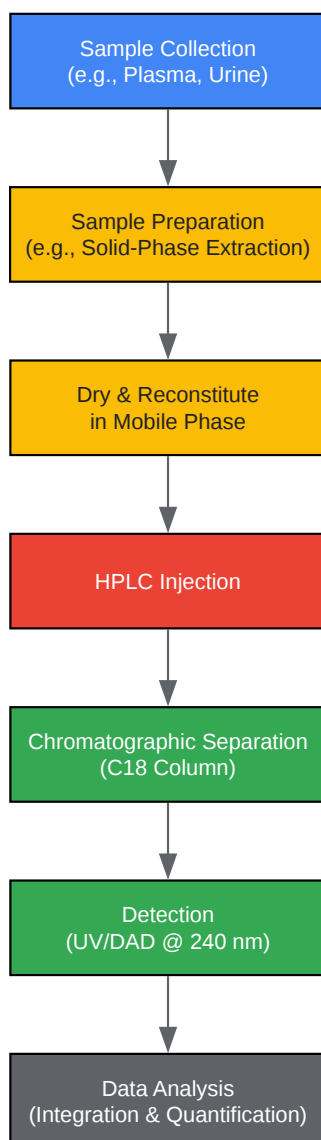 Sample Collection
(e.g., Plasma, Urine)
Sample Preparation
(e.g., Solid-Phase Extraction)
Dry & Reconstitute
in Mobile Phase
HPLC Injection
Chromatographic Separation
(C18 Column)
Detection
(UV/DAD @ 240 nm)
Data Analysis
(Integration & Quantification)